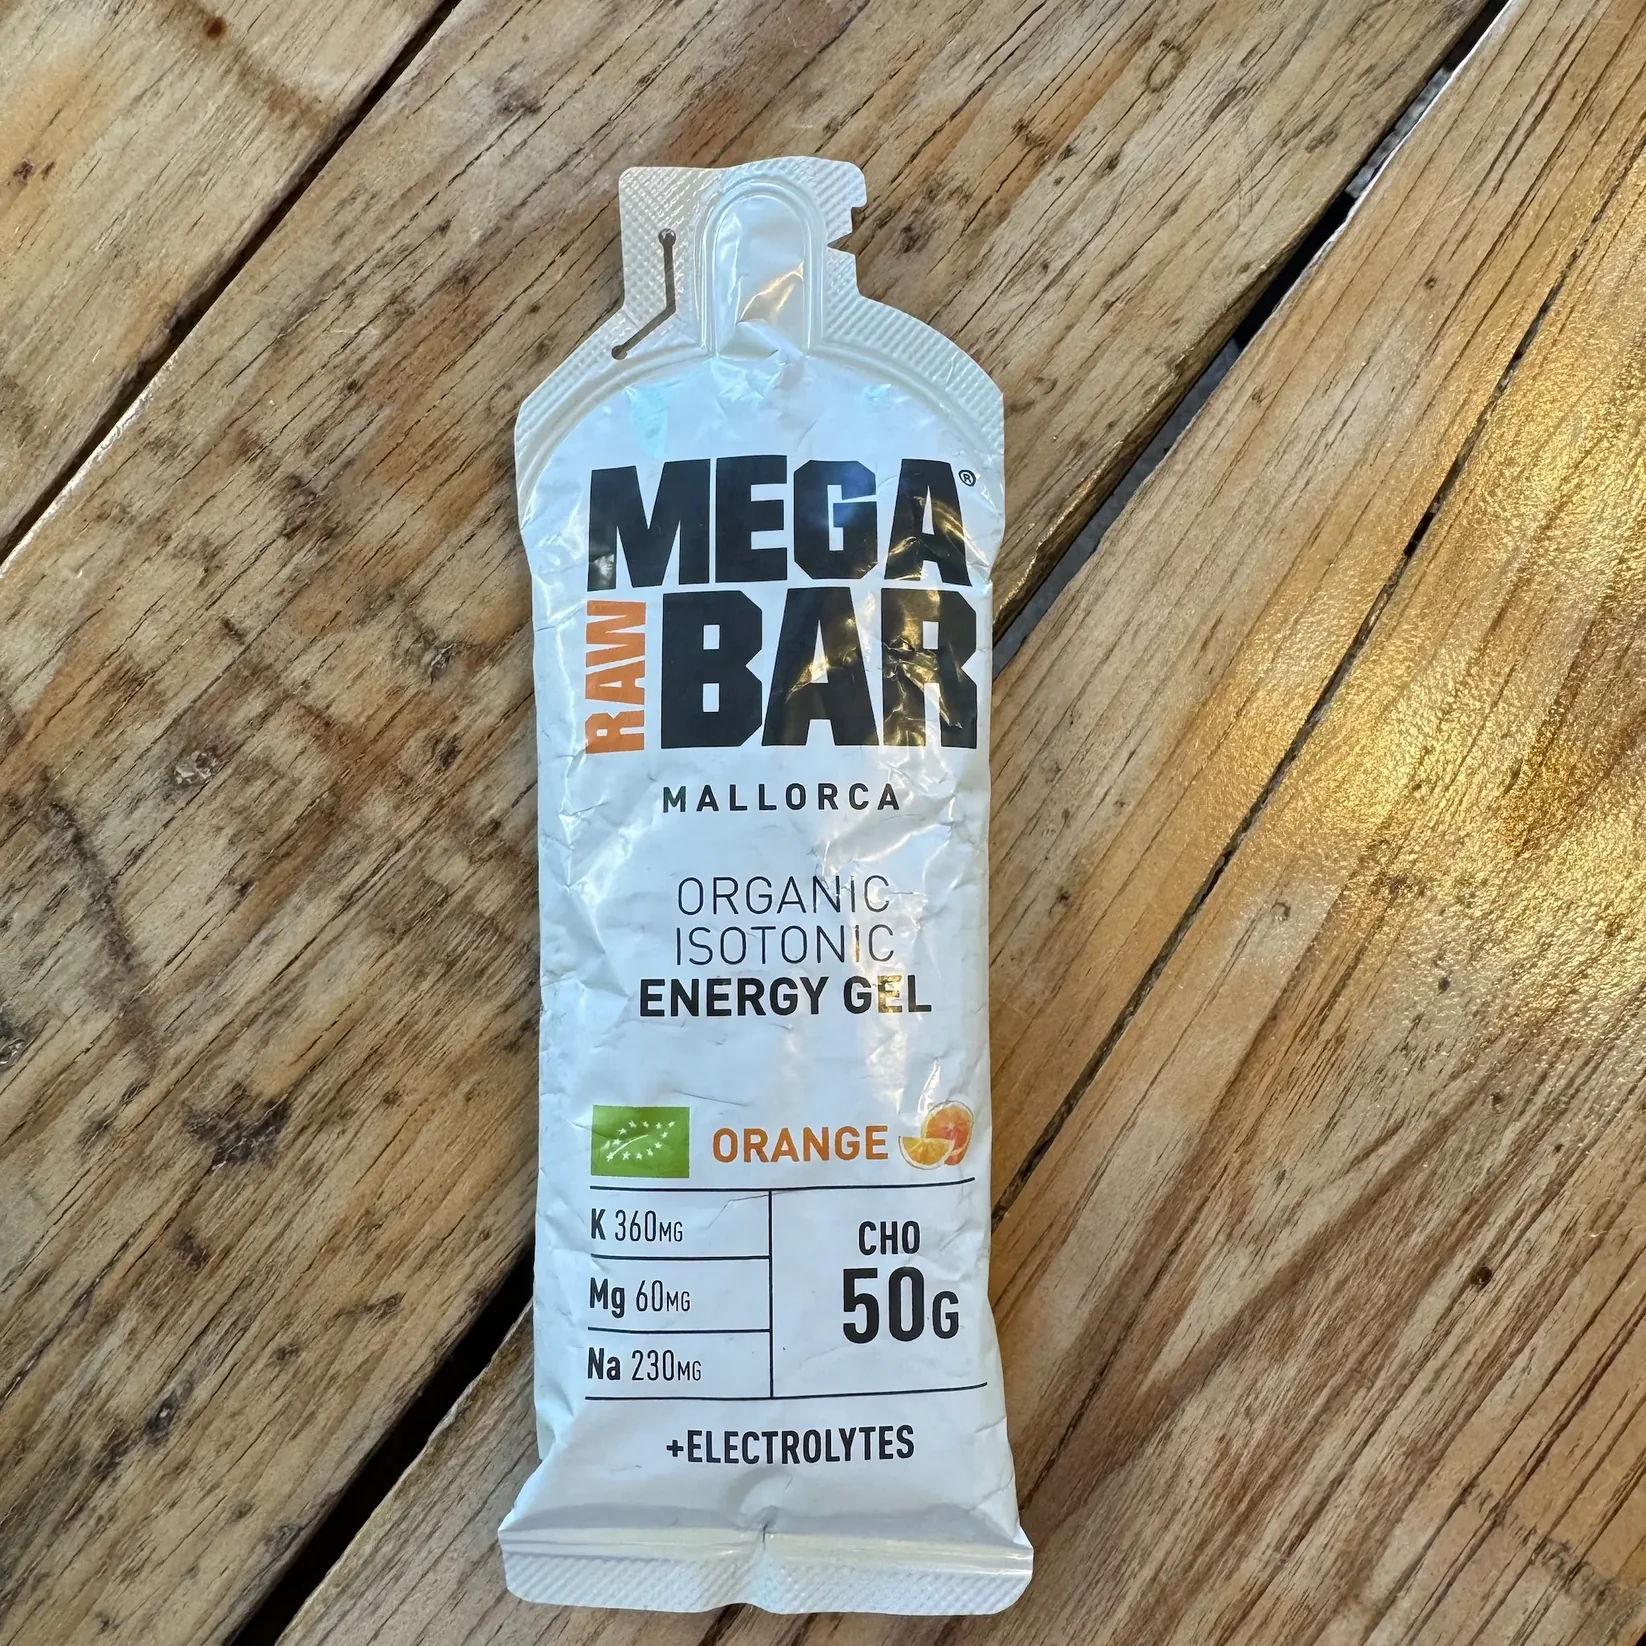 MEGA®
RAW
BAR
MALLORCA
ORGANIC
ISOTONIC
ENERGY GEL
ORANGE
K 360MG
Mg 60MG
Na 230MG
CHO
50G
+ELECTROLYTES